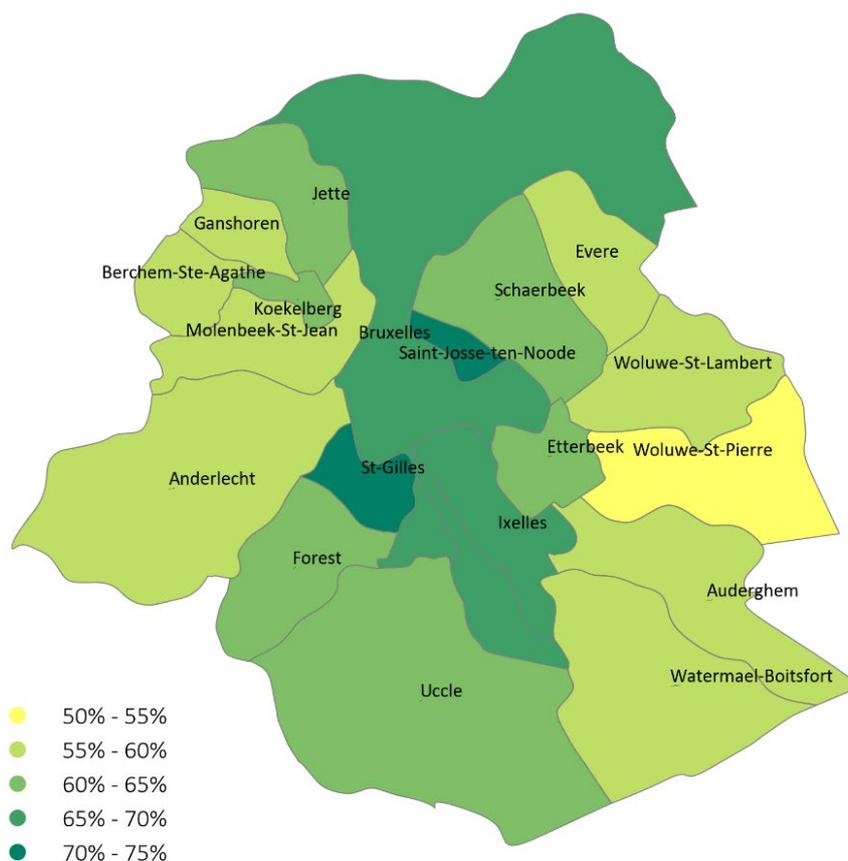 Jette
Ganshoren
Evere
Berchem-Ste-Agathe
Schaerbeek
Koekelberg
Molenbeek-St-Jean
Bruxelles
Saint-Josse-ten-Noode
Woluwe-St-Lambert
Etterbeek
Woluwe-St-Pierre
St-Gilles
Anderlecht
Ixelles
Forest
Auderghem
Watermael-Boitsfort
Uccle
50% - 55%
55% - 60%
60% - 65%
65% - 70%
70% - 75%